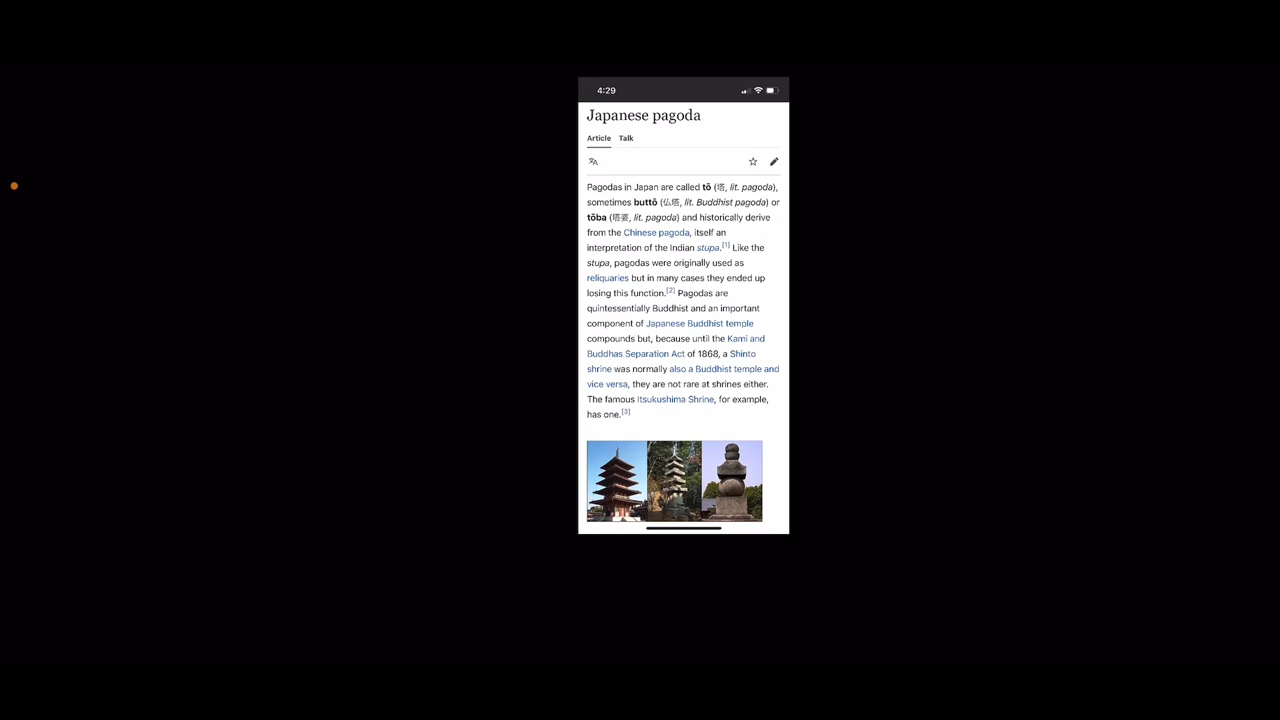 4:29
Japanese pagoda
Article Talk
Pagodas in Japan are called tō (塔, lit. pagoda),
sometimes buttō (仏塔, lit. Buddhist pagoda) or
tōba (塔婆, lit. pagoda) and historically derive
from the Chinese pagoda, itself an
interpretation of the Indian stupa.[1] Like the
stupa, pagodas were originally used as
reliquaries but in many cases they ended up
losing this function.[2] Pagodas are
quintessentially Buddhist and an important
component of Japanese Buddhist temple
compounds but, because until the Kami and
Buddhas Separation Act of 1868, a Shinto
shrine was normally also a Buddhist temple and
vice versa, they are not rare at shrines either.
The famous Itsukushima Shrine, for example,
has one.[3]